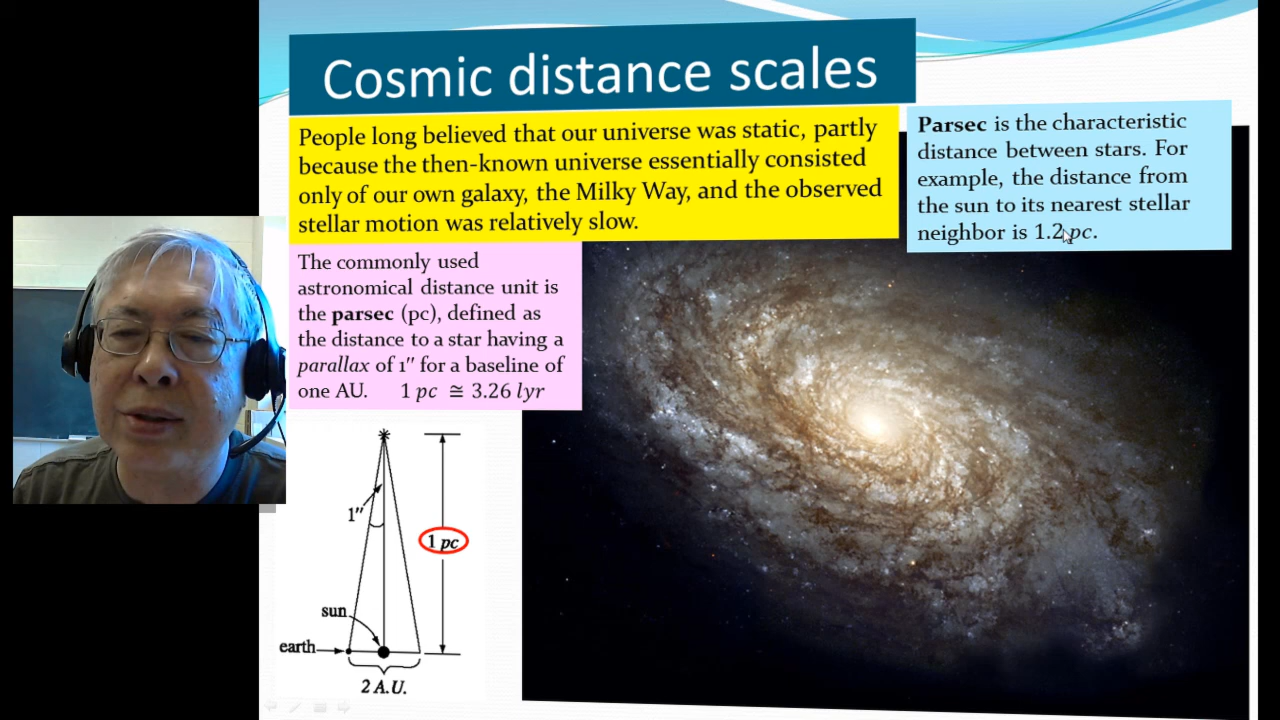 Cosmic distance scales
People long believed that our universe was static, partly
because the then-known universe essentially consisted
only of our own galaxy, the Milky Way, and the observed
stellar motion was relatively slow.
Parsec is the characteristic
distance between stars. For
example, the distance from
the sun to its nearest stellar
neighbor is 1.2 pc.
The commonly used
astronomical distance unit is
the parsec (pc), defined as
the distance to a star having a
parallax of 1″ for a baseline of
one AU. 1 pc ≅ 3.26 lyr
1″
1 pc
sun
earth
2 A.U.